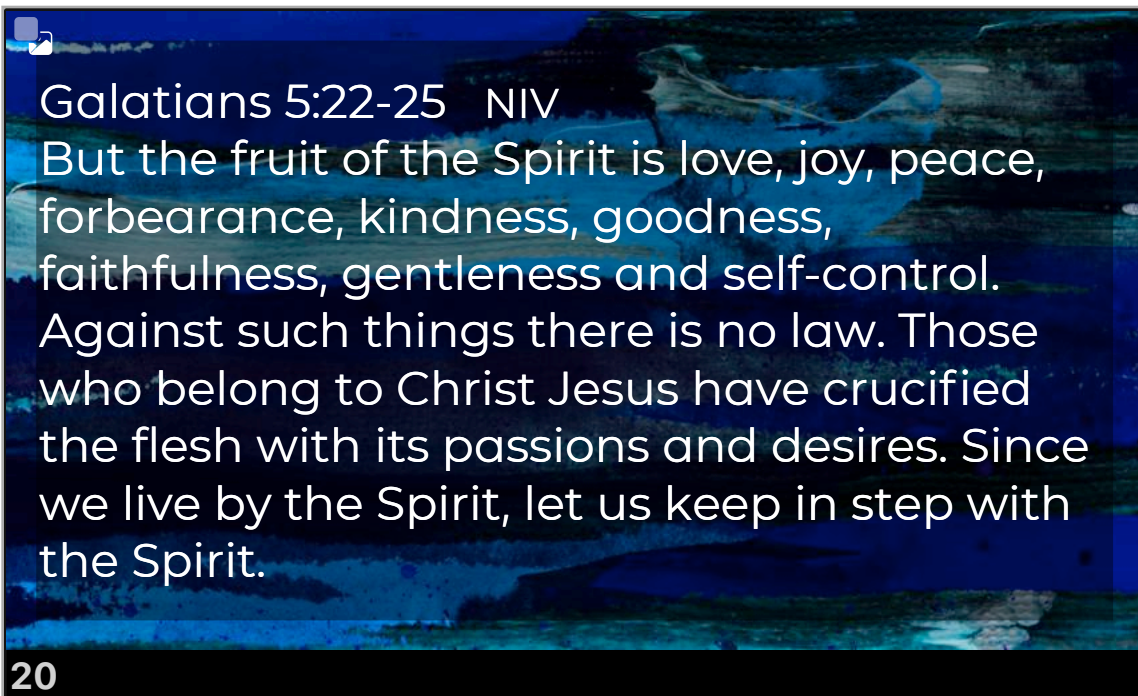 Galatians 5:22-25 NIV
But the fruit of the Spirit is love, joy, peace,
forbearance, kindness, goodness,
faithfulness, gentleness and self-control.
Against such things there is no law. Those
who belong to Christ Jesus have crucified
the flesh with its passions and desires. Since
we live by the Spirit, let us keep in step with
the Spirit.
20